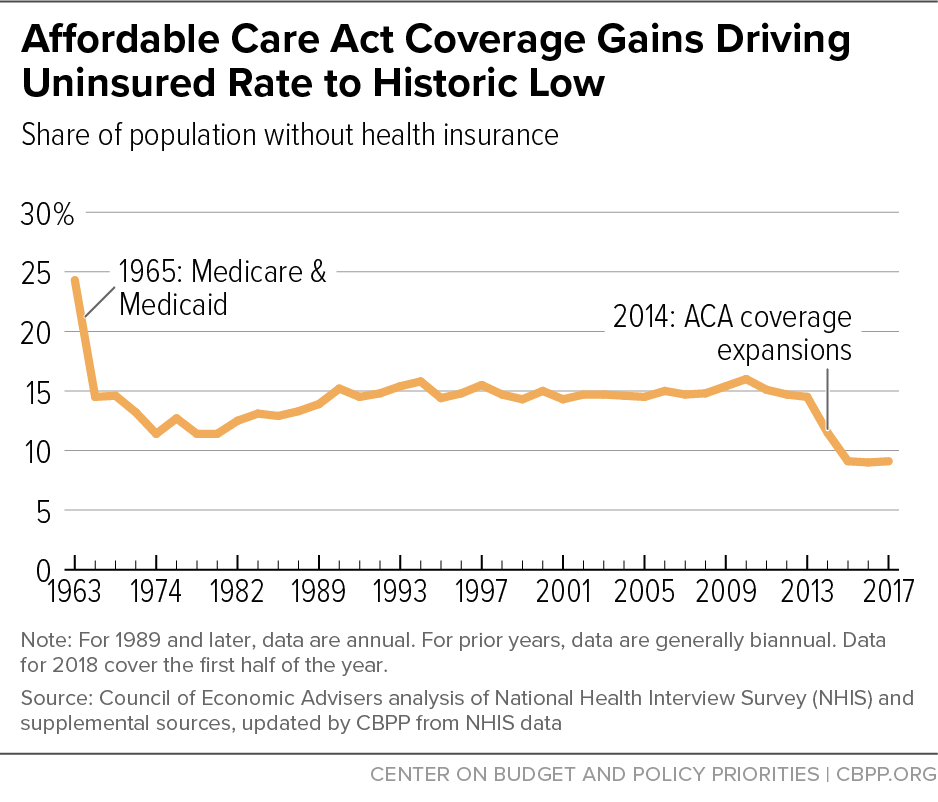 Affordable Care Act Coverage Gains Driving
Uninsured Rate to Historic Low
Share of population without health insurance
30%
25
1965: Medicare &
Medicaid
20
2014: ACA coverage
expansions
15
10
5
0
1963 1974 1982 1989 1993 1997 2001 2005 2009 2013 2017
Note: For 1989 and later, data are annual. For prior years, data are generally biannual. Data
for 2018 cover the first half of the year.
Source: Council of Economic Advisers analysis of National Health Interview Survey (NHIS) and
supplemental sources, updated by CBPP from NHIS data
CENTER ON BUDGET AND POLICY PRIORITIES | CBPP.ORG